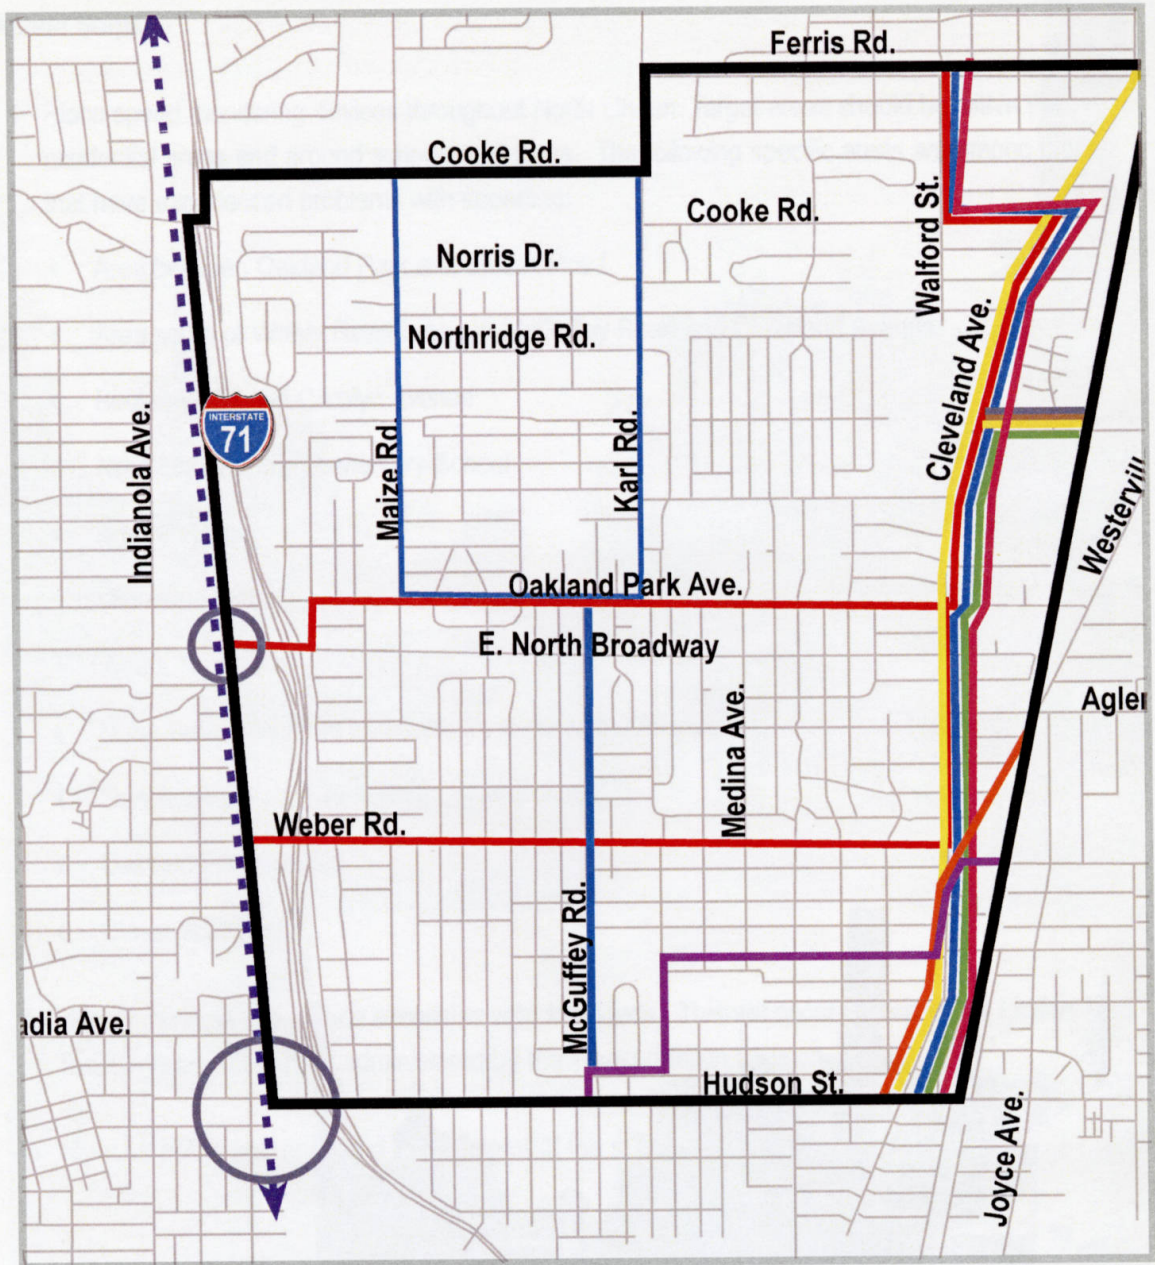 Ferris Rd.
Cooke Rd.
Cooke Rd.
Walford St.
Norris Dr.
Northridge Rd.
Cleveland Ave.
INTERSTATE
71
Indianola Ave.
Maize Rd
Karl Rd.
Westervill
Oakland Park Ave.
E. North Broadway
Agler
Medina Ave.
Weber Rd.
McGuffey Rd.
adia Ave.
Hudson St.
Joyce Ave.